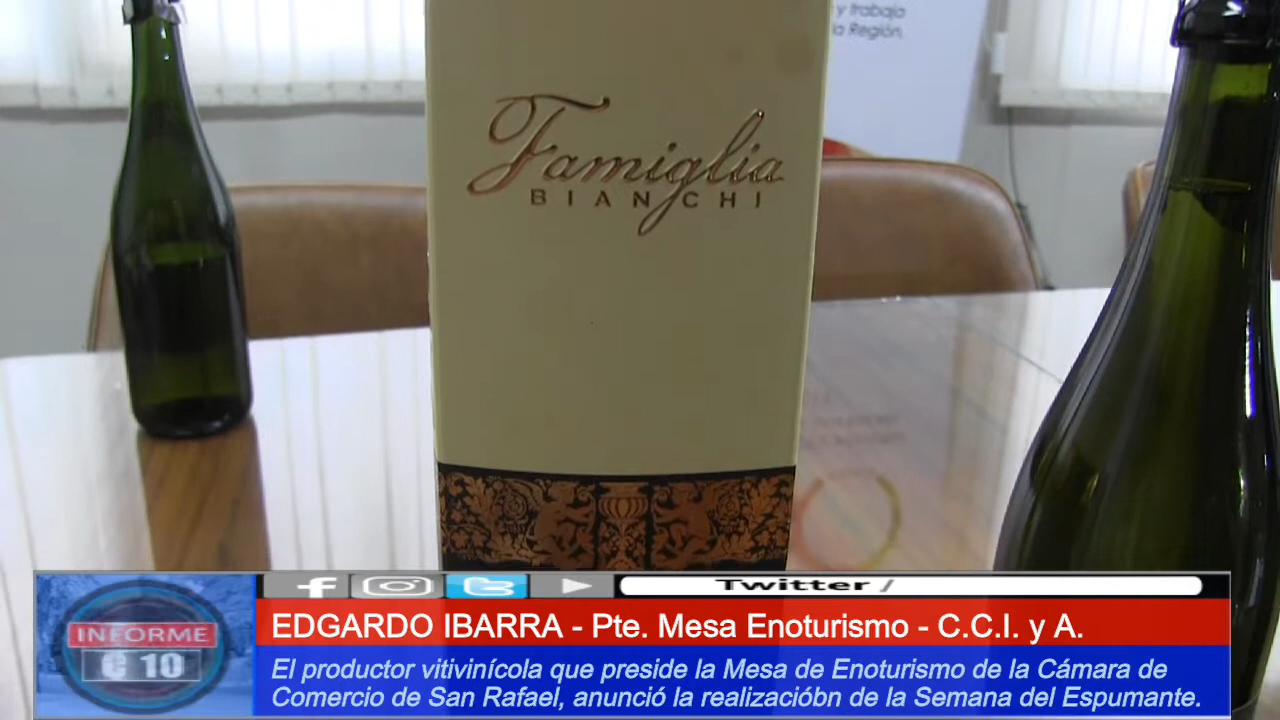 y trabajo
la Región.
Famiglia
BIANCHI
Twitter /
INFORME
10
EDGARDO IBARRA - Pte. Mesa Enoturismo - C.C.I. y A.
El productor vitivinícola que preside la Mesa de Enoturismo de la Cámara de
Comercio de San Rafael, anunció la realizacióbn de la Semana del Espumante.